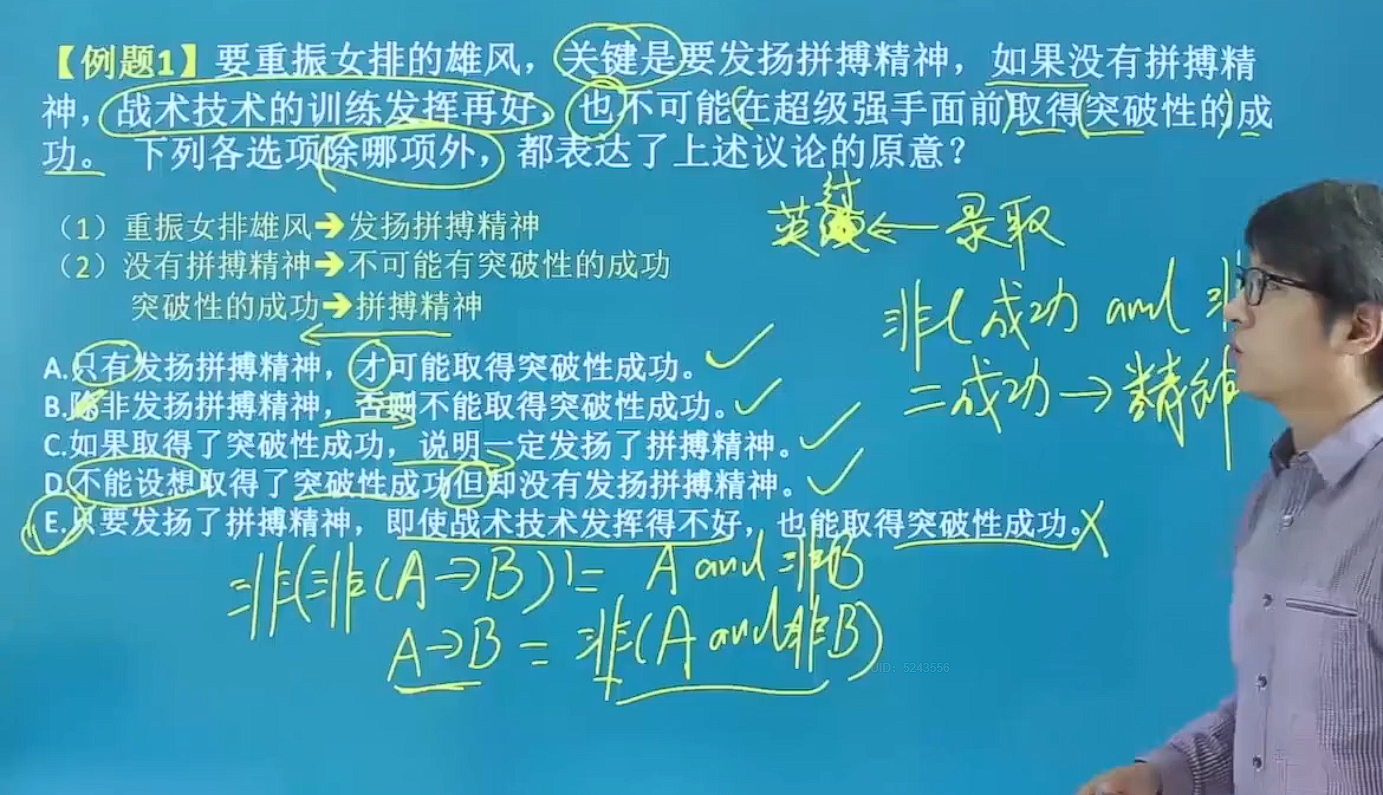 【例题1】要重振女排的雄风，关键是要发扬拼搏精神，如果没有拼搏精
神，战术技术的训练发挥再好，也不可能在超级强手面前取得突破性的成
功。 下列各选项除哪项外，都表达了上述议论的原意？
英 过 ← 录取
（1）重振女排雄风➔发扬拼搏精神
（2）没有拼搏精神➔不可能有突破性的成功
突破性的成功➔拼搏精神
非(成功 and 非
=成功→精神
A.只有发扬拼搏精神，才可能取得突破性成功。
B.除非发扬拼搏精神，否则不能取得突破性成功。
C.如果取得了突破性成功，说明一定发扬了拼搏精神。
D.不能设想取得了突破性成功但却没有发扬拼搏精神。
E.只要发扬了拼搏精神，即使战术技术发挥得不好，也能取得突破性成功。
非(非(A→B))= A and 非B
A→B = 非(A and 非B)
UID：5243556